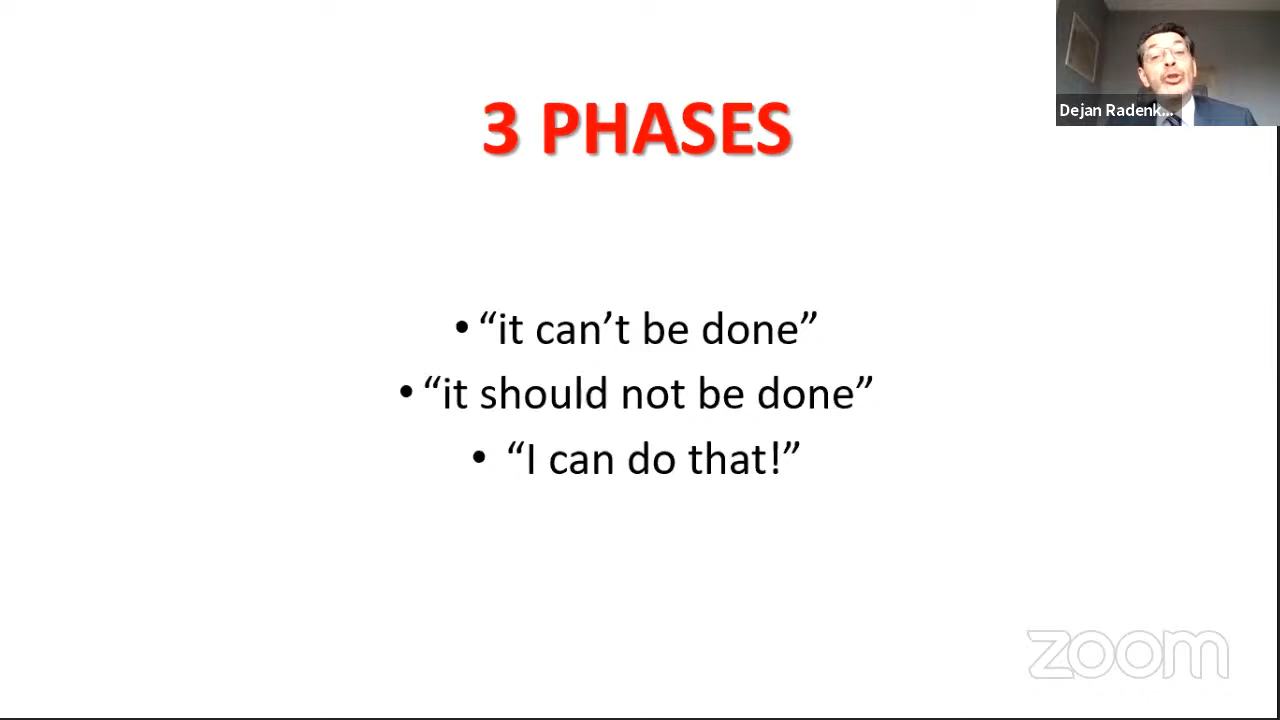 Dejan Radenk...
3 PHASES
• “it can’t be done”
• “it should not be done”
• “I can do that!”
zoom